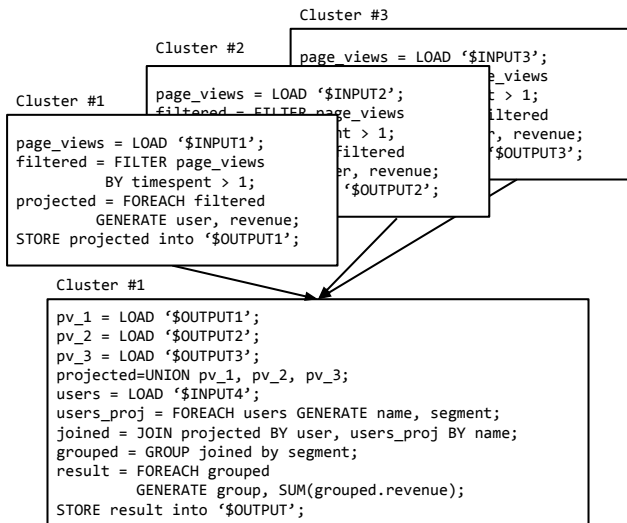 Cluster #3
page_views = LOAD ‘$INPUT3’;
e_views
> 1;
iltered
r, revenue;
‘$OUTPUT3’;
Cluster #2
page_views = LOAD ‘$INPUT2’;
filtered = FILTER page_views
nt > 1;
filtered
er, revenue;
‘$OUTPUT2’;
Cluster #1
page_views = LOAD ‘$INPUT1’;
filtered = FILTER page_views
BY timespent > 1;
projected = FOREACH filtered
GENERATE user, revenue;
STORE projected into ‘$OUTPUT1’;
Cluster #1
pv_1 = LOAD ‘$OUTPUT1’;
pv_2 = LOAD ‘$OUTPUT2’;
pv_3 = LOAD ‘$OUTPUT3’;
projected=UNION pv_1, pv_2, pv_3;
users = LOAD ‘$INPUT4’;
users_proj = FOREACH users GENERATE name, segment;
joined = JOIN projected BY user, users_proj BY name;
grouped = GROUP joined by segment;
result = FOREACH grouped
GENERATE group, SUM(grouped.revenue);
STORE result into ‘$OUTPUT’;